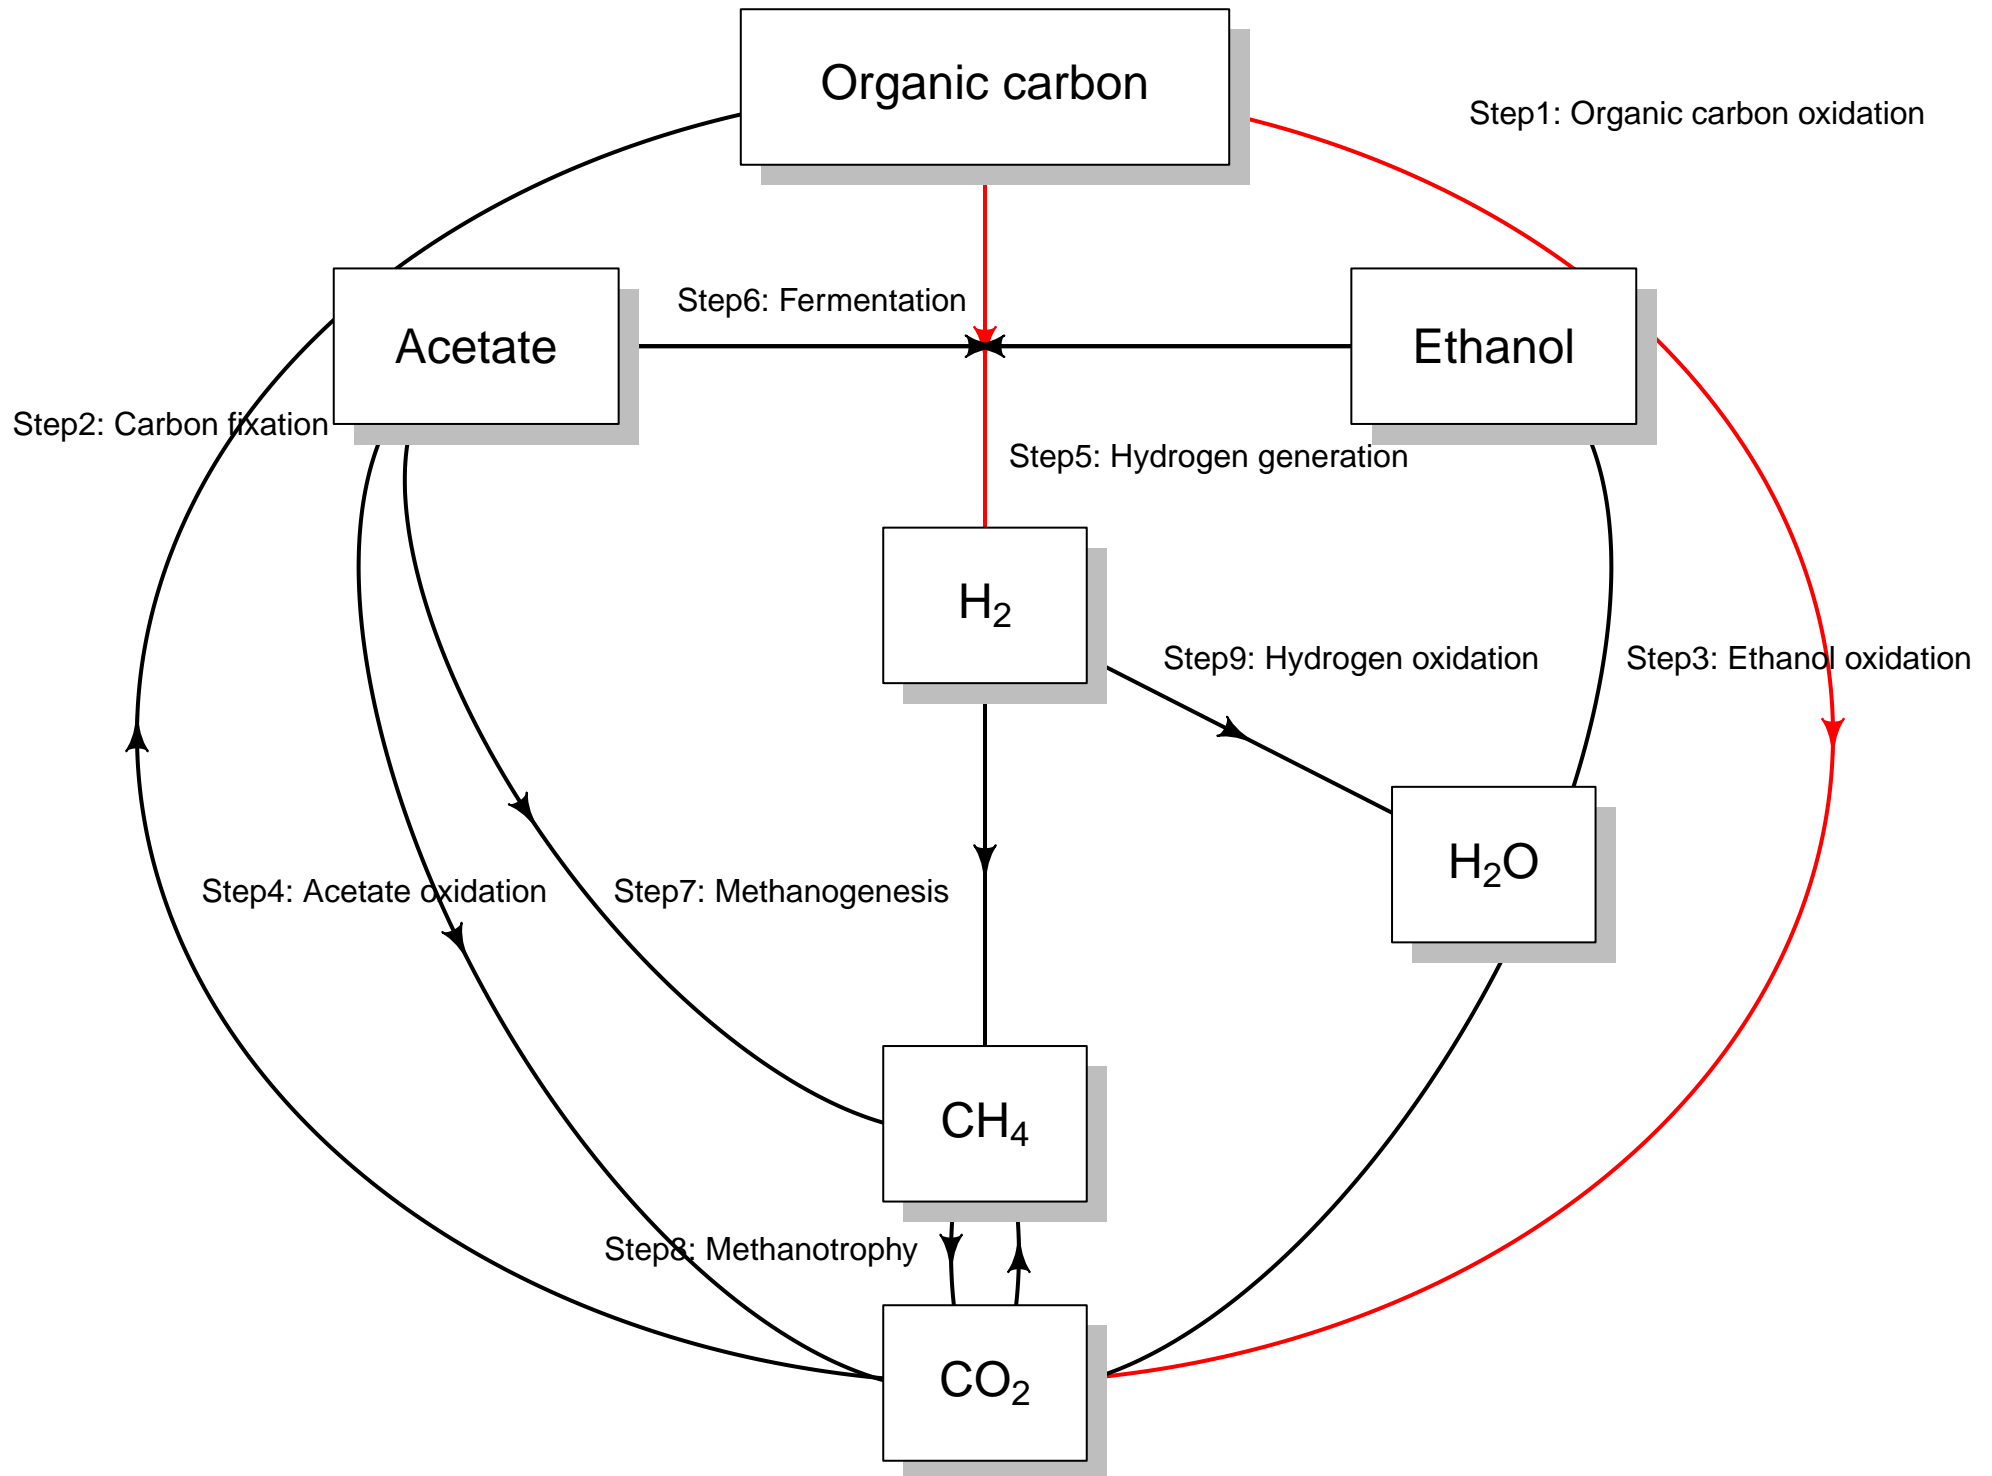 Organic carbon
Step1: Organic carbon oxidation
Step6: Fermentation
Acetate
Ethanol
Step2: Carbon fixation
Step5: Hydrogen generation
H₂
Step9: Hydrogen oxidation
Step3: Ethanol oxidation
H₂O
Step4: Acetate oxidation
Step7: Methanogenesis
CH₄
Step8: Methanotrophy
CO₂